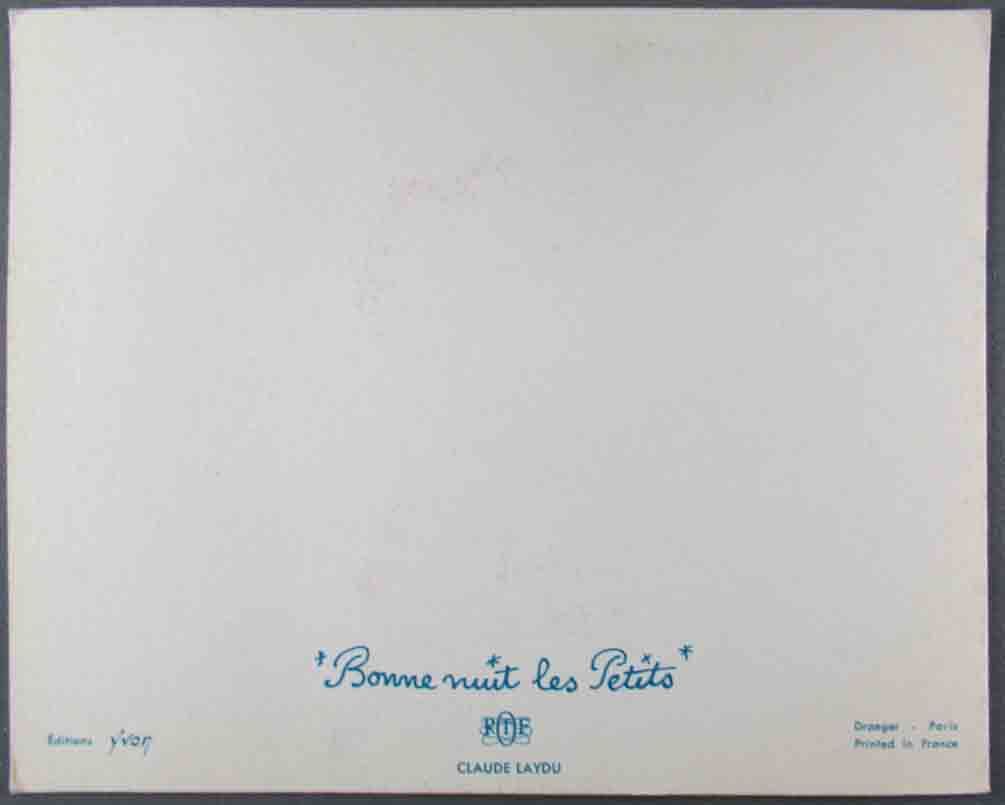 *Bonne nuit les Petits*
RTF
Editions yvon
CLAUDE LAYDU
Draeger - Paris
Printed in France